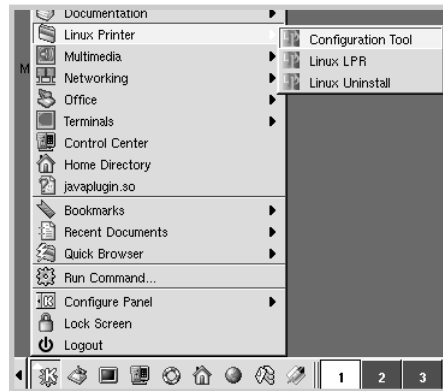 Documentation
Linux Printer
Configuration Tool
Multimedia
Linux LPR
M
Networking
Linux Uninstall
Office
Terminals
Control Center
Home Directory
javaplugin.so
Bookmarks
Recent Documents
Quick Browser
Run Command...
Configure Panel
Lock Screen
Logout
1 2 3